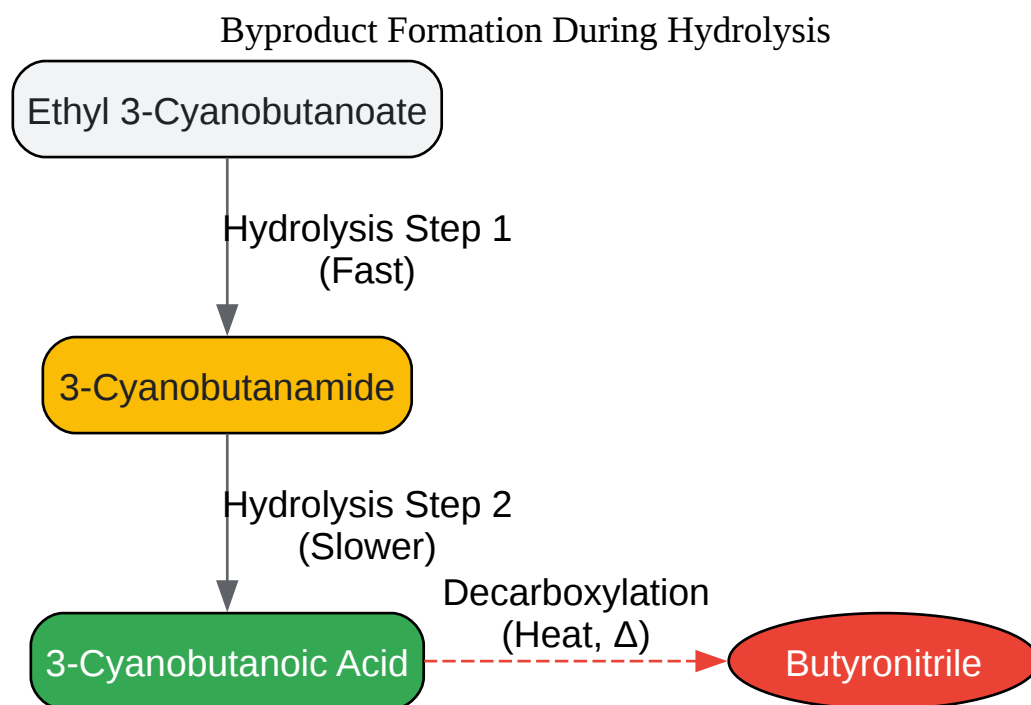 Byproduct Formation During Hydrolysis
Ethyl 3-Cyanobutanoate
Hydrolysis Step 1
(Fast)
3-Cyanobutanamide
Hydrolysis Step 2
(Slower)
3-Cyanobutanoic Acid
Decarboxylation
(Heat, Δ)
Butyronitrile